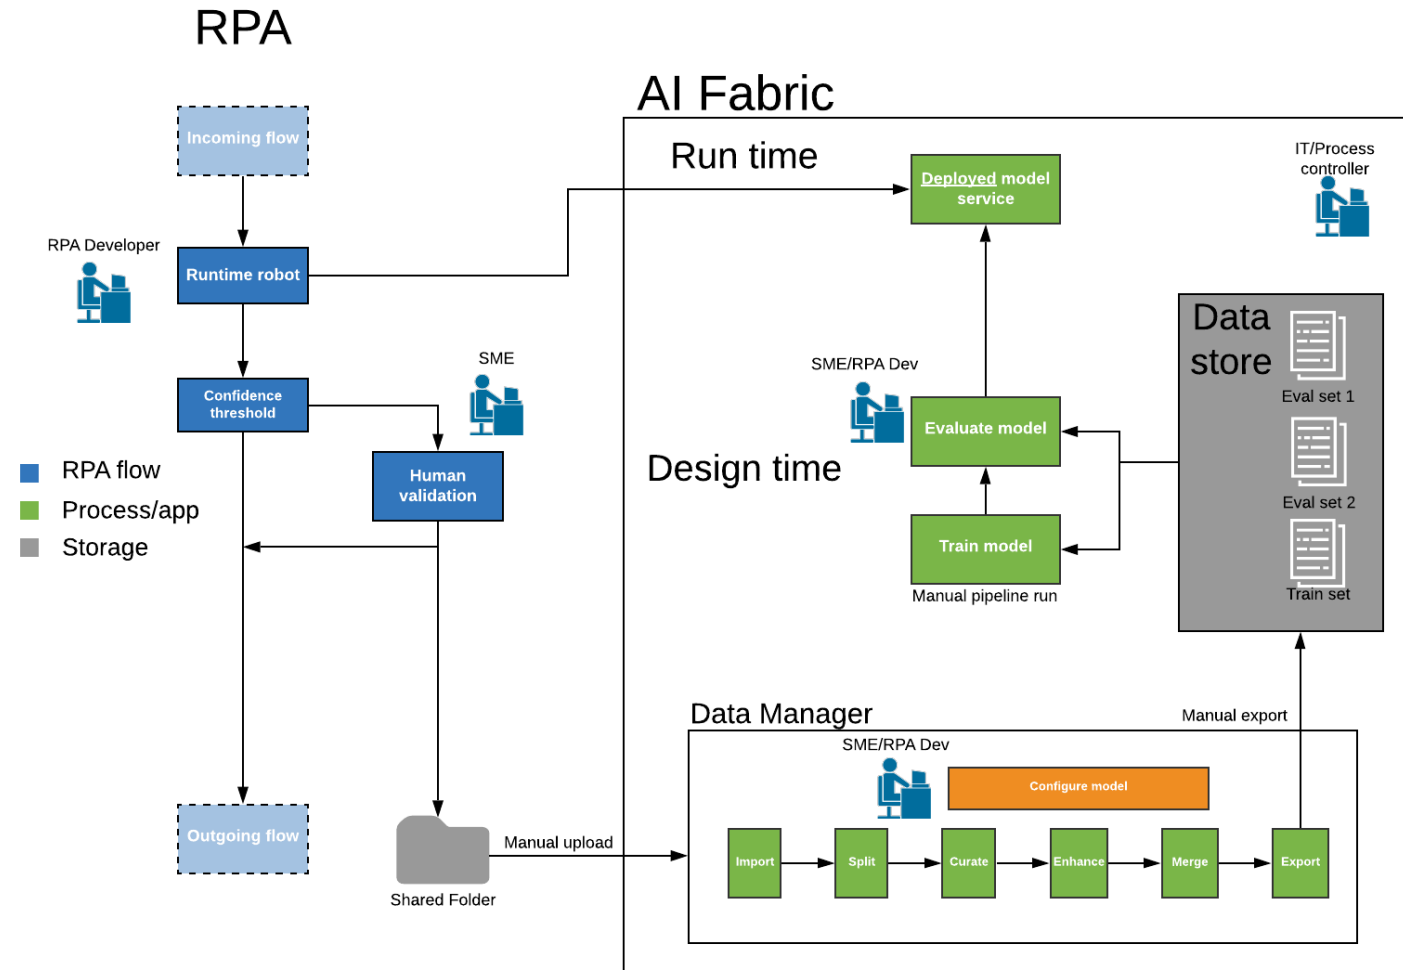 RPA
AI Fabric
Incoming flow
Run time
Deployed model
service
IT/Process
controller
RPA Developer
Runtime robot
Data
store
SME
SME/RPA Dev
Confidence
threshold
Eval set 1
Evaluate model
RPA flow
Human
validation
Design time
Process/app
Eval set 2
Storage
Train model
Manual pipeline run
Train set
Data Manager
Manual export
SME/RPA Dev
Configure model
Outgoing flow
Manual upload
Import
Split
Curate
Enhance
Merge
Export
Shared Folder